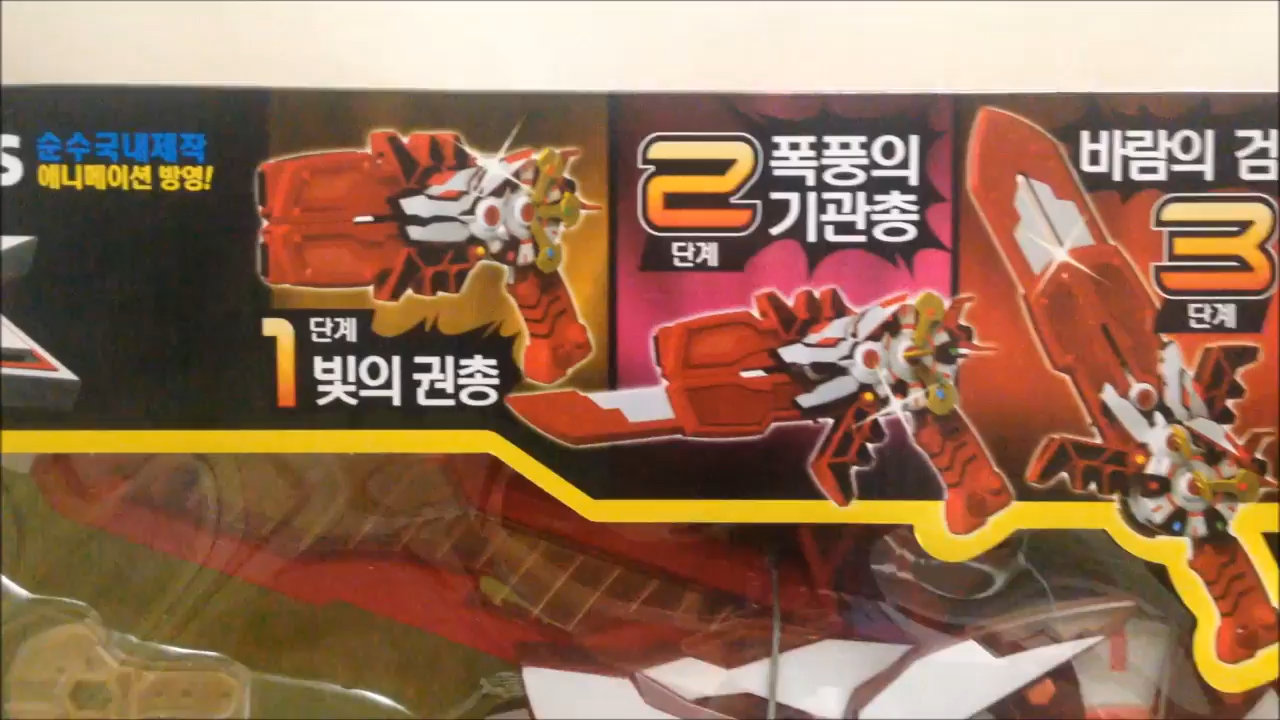 S
순수국내제작
애니메이션 방영!
1 단계
빛의 권총
2 단계
폭풍의
기관총
바람의 검
3 단계